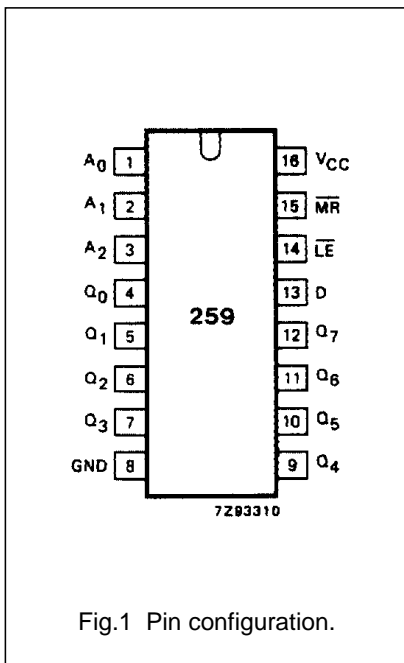 A0 1 16 VCC
A1 2 15 MR
A2 3 14 LE
Q0 4 13 D
259
Q1 5 12 Q7
Q2 6 11 Q6
Q3 7 10 Q5
GND 8 9 Q4
7Z93310
Fig.1 Pin configuration.